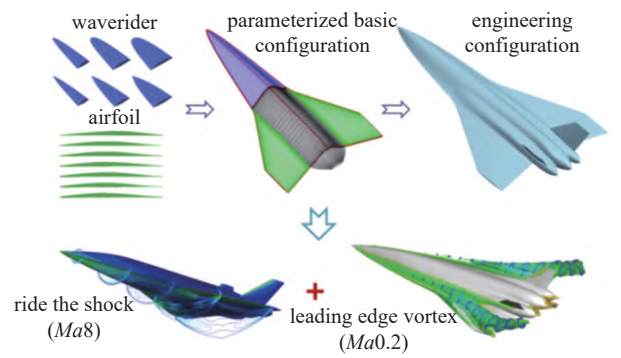 waverider
parameterized basic
configuration
engineering
configuration
airfoil
ride the shock
(Ma8)
+
leading edge vortex
(Ma0.2)